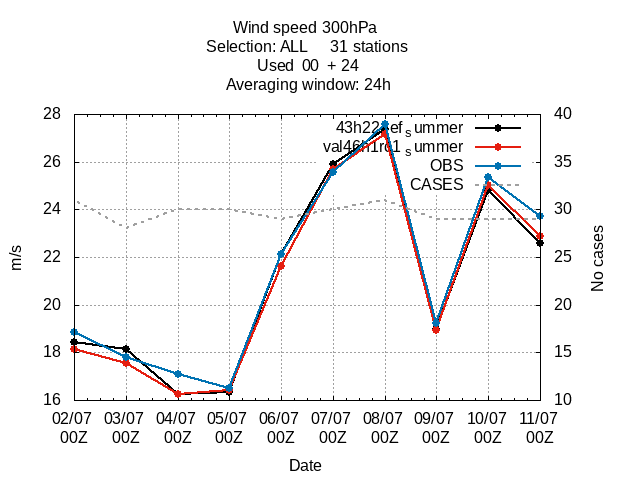 Wind speed 300hPa
Selection: ALL 31 stations
Used 00 + 24
Averaging window: 24h
28 40
26 35
24 30
22 25
20 20
18 15
16 10
summer
summer
OBS
CASES
m/s
No cases
02/07 03/07 04/07 05/07 06/07 07/07 08/07 09/07 10/07 11/07
00Z 00Z 00Z 00Z 00Z 00Z 00Z 00Z 00Z 00Z
Date